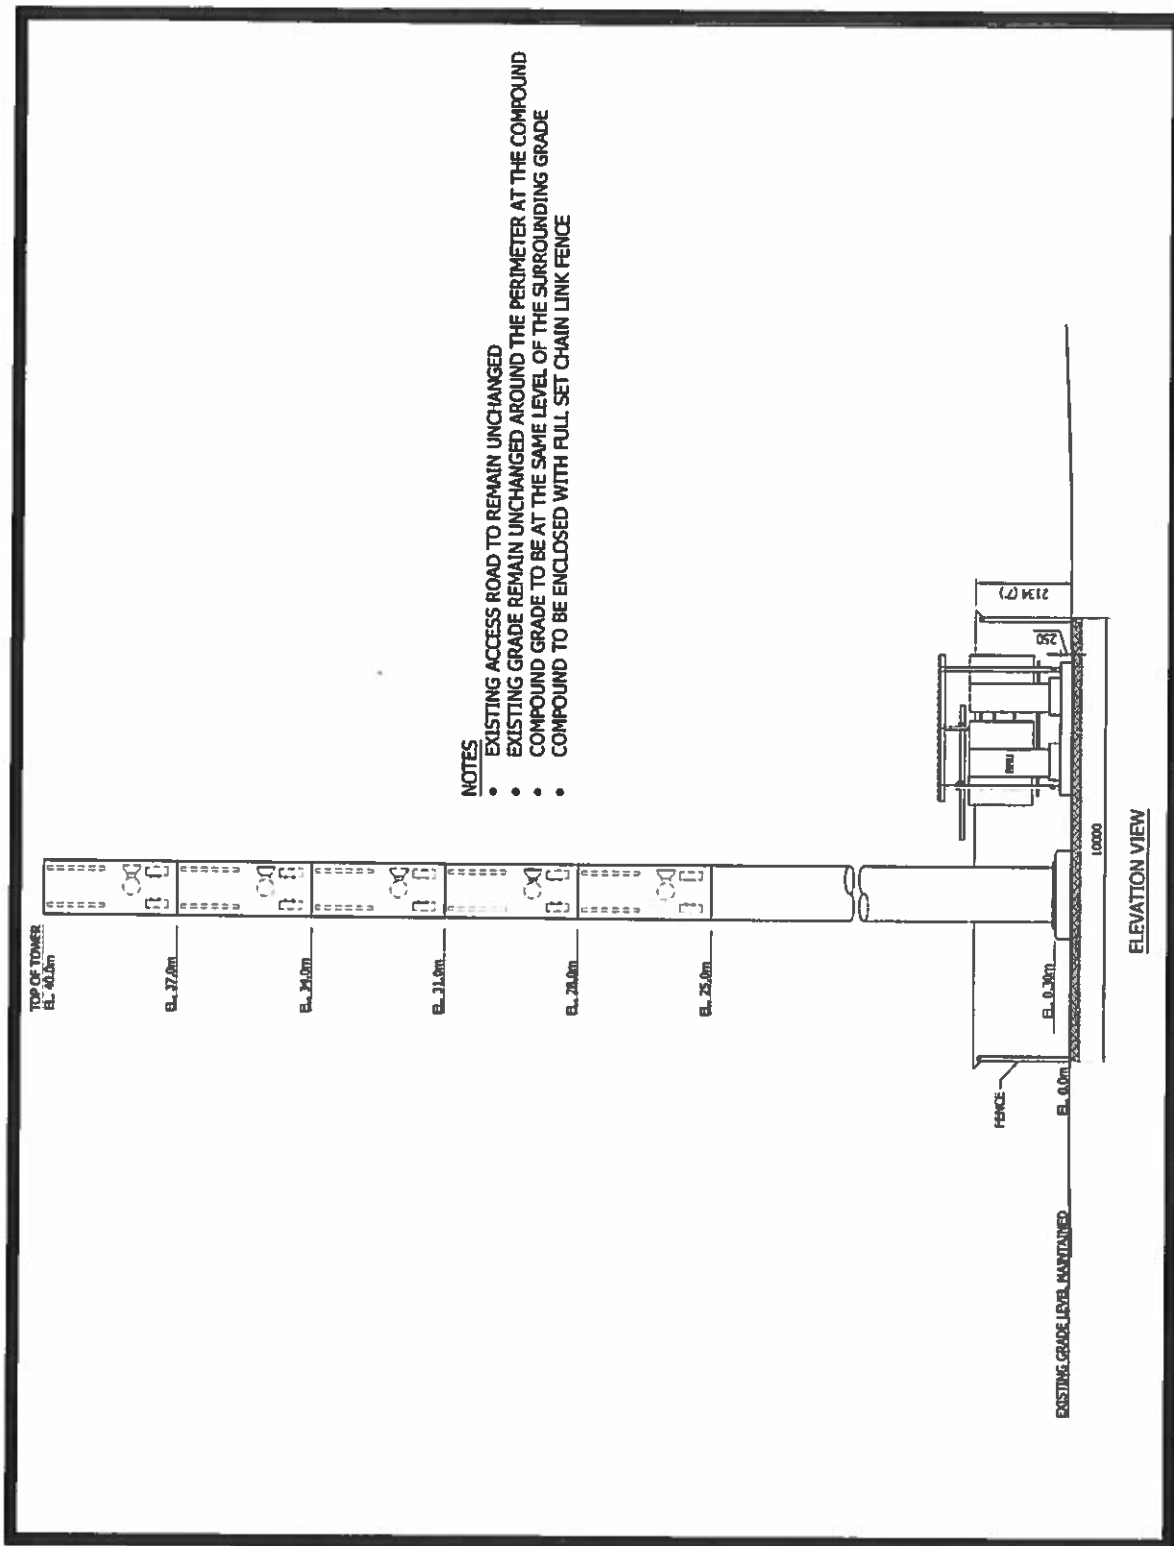 TOP OF TOWER
EL. 40.0m
EL. 37.0m
EL. 34.0m
EL. 31.0m
EL. 28.0m
EL. 25.0m
NOTES
• EXISTING ACCESS ROAD TO REMAIN UNCHANGED
• EXISTING GRADE REMAIN UNCHANGED AROUND THE PERIMETER AT THE COMPOUND
• COMPOUND GRADE TO BE AT THE SAME LEVEL OF THE SURROUNDING GRADE
• COMPOUND TO BE ENCLOSED WITH FULL SET CHAIN LINK FENCE
2134 (7')
250
FENCE
EL. 0.30m
EL. 0.0m
EXISTING GRADE LEVEL MAINTAINED
10000
ELEVATION VIEW